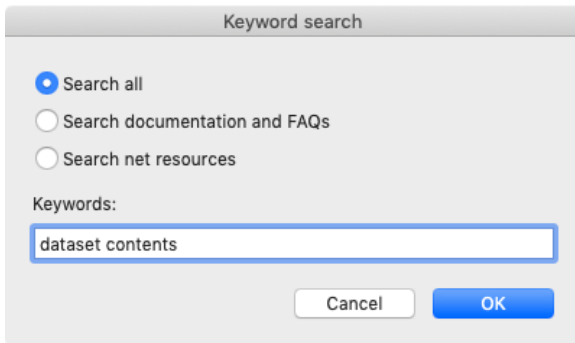 Keyword search
Search all
Search documentation and FAQs
Search net resources
Keywords:
dataset contents
Cancel OK